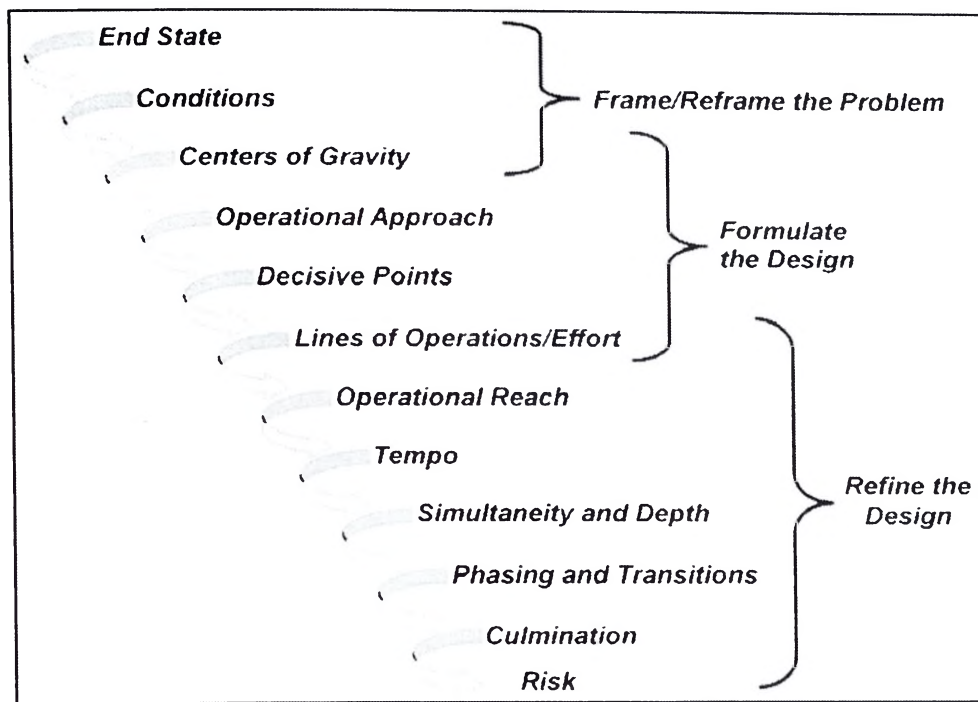 End State
Conditions
Frame/Reframe the Problem
Centers of Gravity
Operational Approach
Formulate
the Design
Decisive Points
Lines of Operations/Effort
Operational Reach
Tempo
Refine the
Design
Simultaneity and Depth
Phasing and Transitions
Culmination
Risk